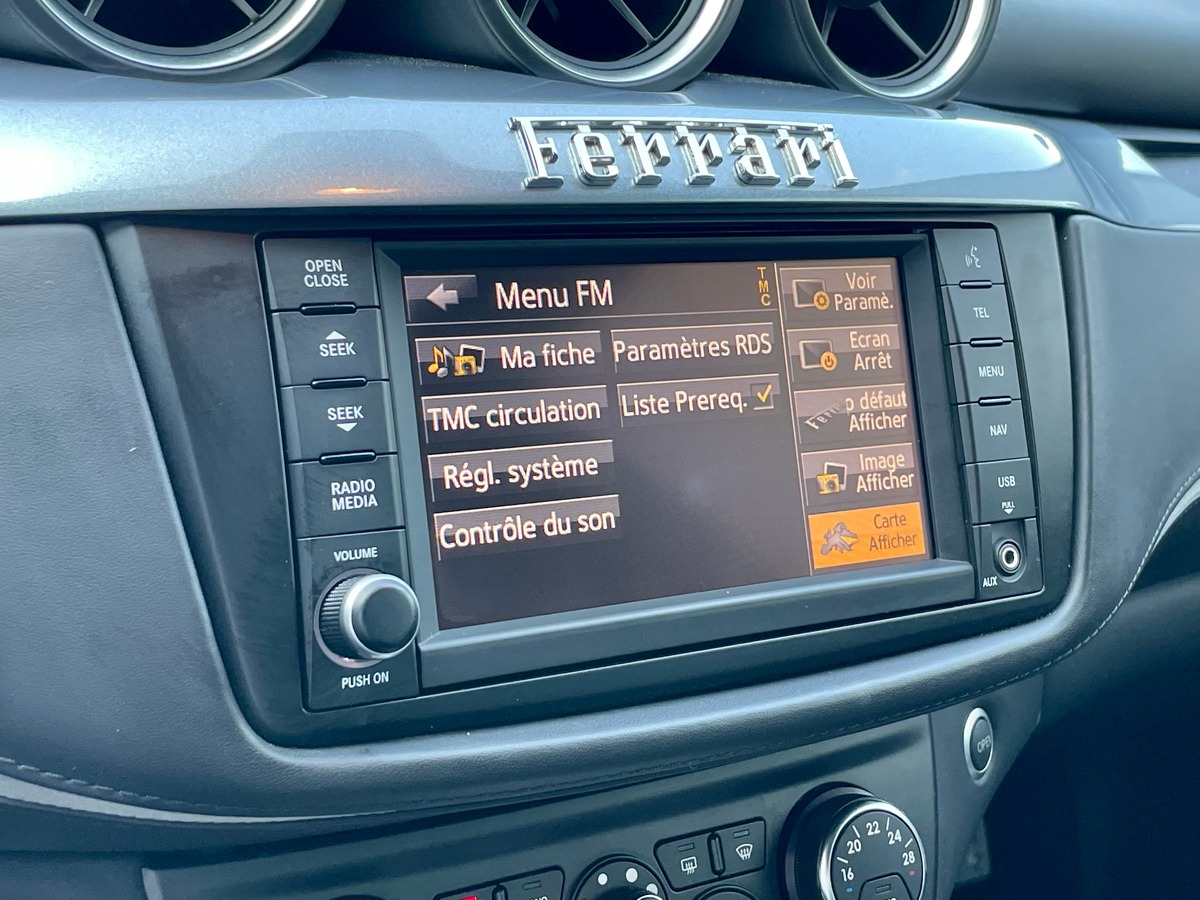 Ferrari
OPEN
CLOSE
SEEK
SEEK
RADIO
MEDIA
VOLUME
PUSH ON
Menu FM
TMC
Ma fiche
Paramètres RDS
TMC circulation
Liste Prereq.
Régl. système
Contrôle du son
Voir
Paramè.
Ecran
Arrêt
o défaut
Afficher
Image
Afficher
Carte
Afficher
TEL
MENU
NAV
USB
PULL
AUX
OPEN
16
20
22
24
28